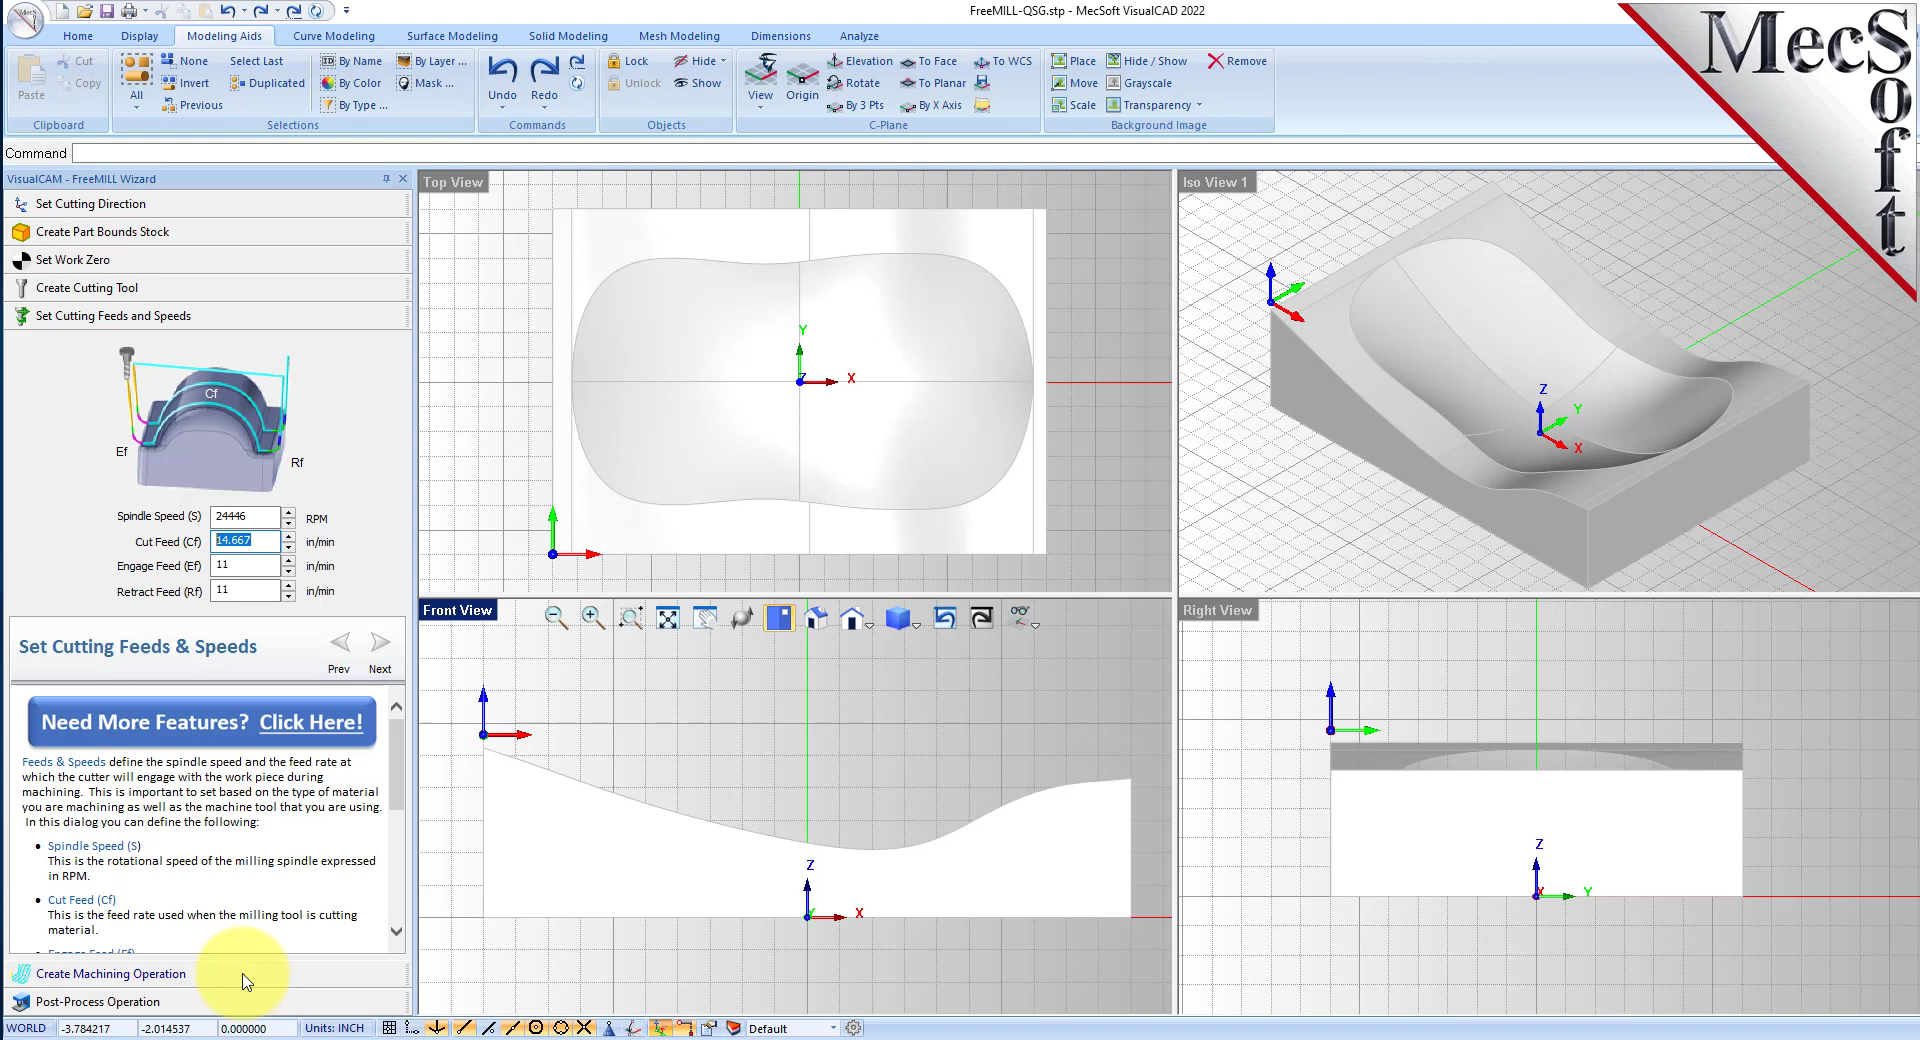 MecS
FreeMILL-QSG.stp - MecSoft VisualCAD 2022
MecSoft
Home Display Modeling Aids Curve Modeling Surface Modeling Solid Modeling Mesh Modeling Dimensions Analyze
Paste
Cut
Copy
Clipboard
All
None Select Last
Invert Duplicated
Previous
By Name By Layer ...
By Color Mask ...
By Type ...
Selections
Undo Redo
Commands
Lock Hide
Unlock Show
Objects
View Origin
Elevation To Face To WCS
Rotate To Planar
By 3 Pts By X Axis
C-Plane
Place Hide / Show Remove
Move Grayscale
Scale Transparency
Background Image
Command
VisualCAM - FreeMILL Wizard
Set Cutting Direction
Create Part Bounds Stock
Set Work Zero
Create Cutting Tool
Set Cutting Feeds and Speeds
Cf
Ef
Rf
Spindle Speed (S) 24446 RPM
Cut Feed (Cf) 14.667 in/min
Engage Feed (Ef) 11 in/min
Retract Feed (Rf) 11 in/min
Set Cutting Feeds & Speeds
Prev Next
Need More Features? Click Here!
Feeds & Speeds define the spindle speed and the feed rate at
which the cutter will engage with the work piece during
machining. This is important to set based on the type of material
you are machining as well as the machine tool that you are using.
In this dialog you can define the following:
Spindle Speed (S)
This is the rotational speed of the milling spindle expressed
in RPM.
Cut Feed (Cf)
This is the feed rate used when the milling tool is cutting
material.
Engage Feed (Ef)
Create Machining Operation
Post-Process Operation
Top View
Y
Z
X
Iso View 1
Z
Y
X
Front View
Z
Y
X
Right View
Z
X
Y
WORLD -3.784217 -2.014537 0.000000 Units: INCH Default